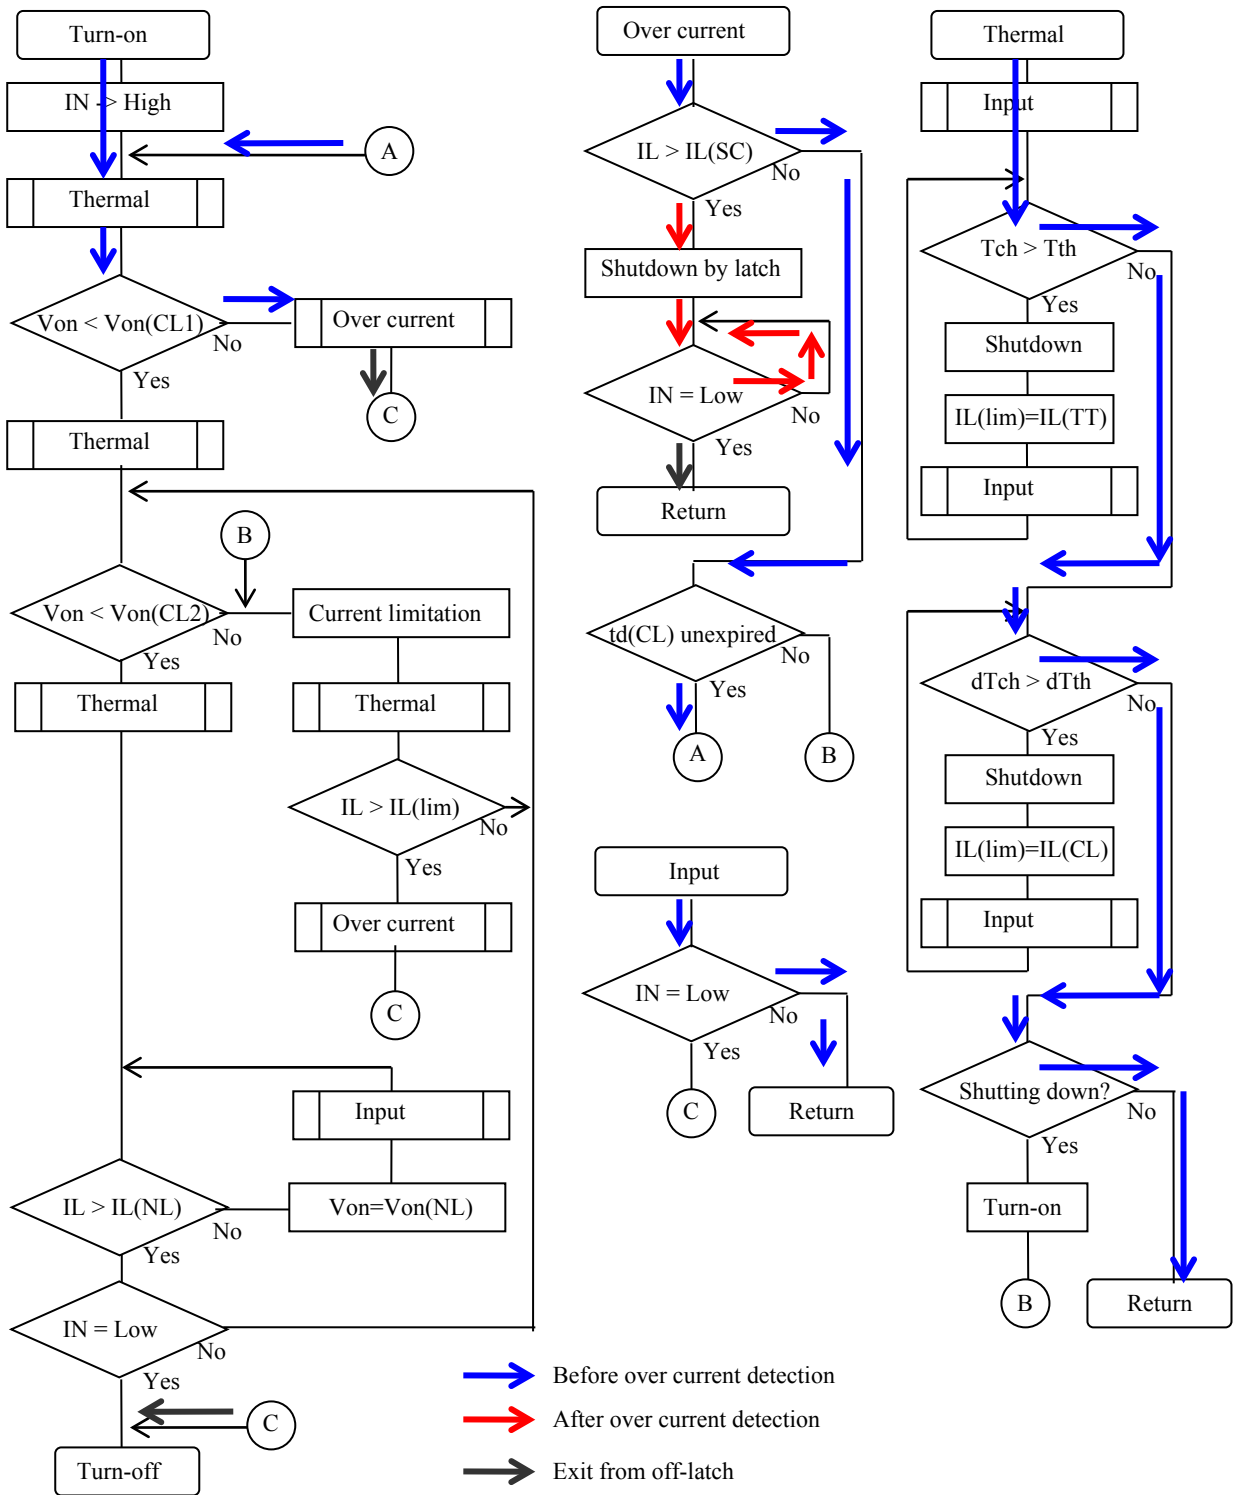 Turn-on
IN -> High
A
Thermal
Von < Von(CL1)
No
Yes
Over current
C
Thermal
B
Von < Von(CL2)
No
Yes
Current limitation
Thermal
Thermal
IL > IL(lim)
No
Yes
Over current
C
Input
Von=Von(NL)
IL > IL(NL)
No
Yes
IN = Low
No
Yes
C
Turn-off
Over current
IL > IL(SC)
No
Yes
Shutdown by latch
IN = Low
No
Yes
Return
td(CL) unexpired
No
Yes
A
B
Input
IN = Low
No
Yes
C
Return
Thermal
Input
Tch > Tth
No
Yes
Shutdown
IL(lim)=IL(TT)
Input
dTch > dTth
No
Yes
Shutdown
IL(lim)=IL(CL)
Input
Shutting down?
No
Yes
Turn-on
B
Return
Before over current detection
After over current detection
Exit from off-latch